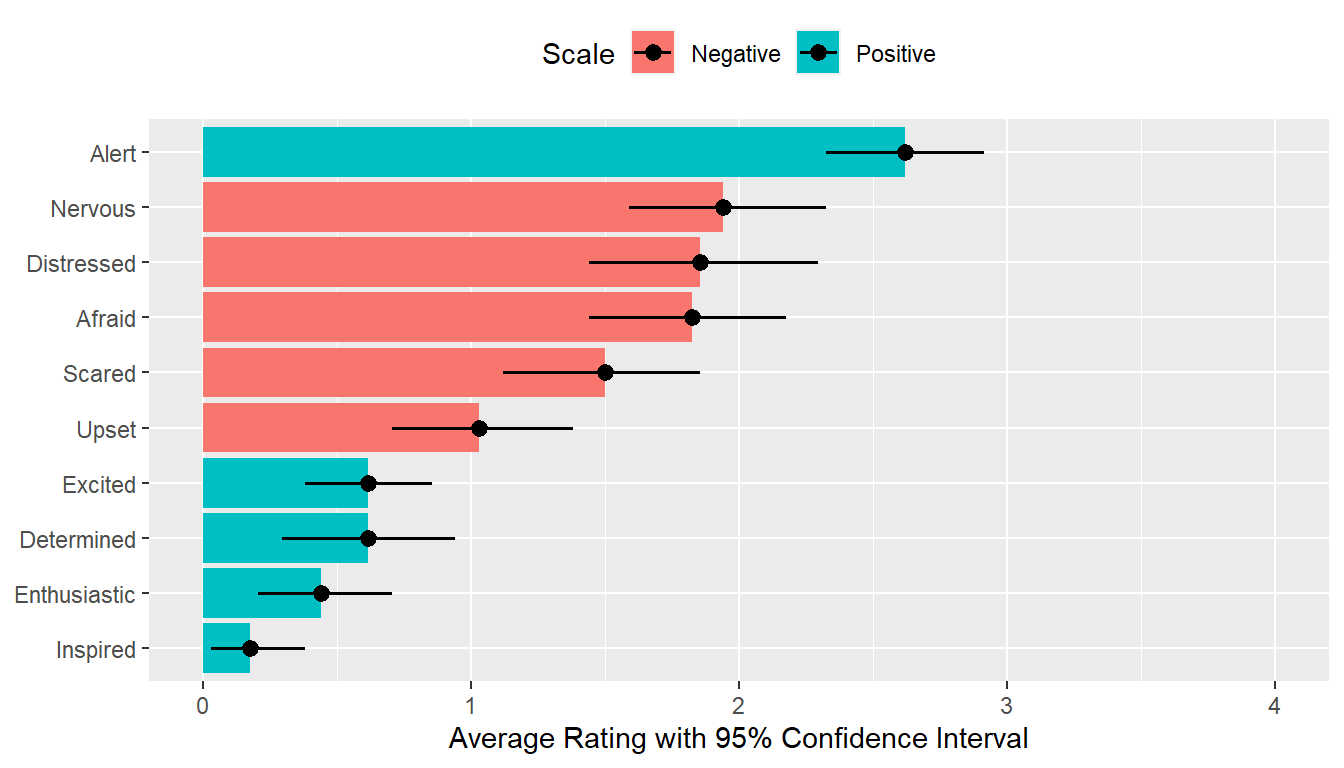 Scale Negative Positive
Alert
Nervous
Distressed
Afraid
Scared
Upset
Excited
Determined
Enthusiastic
Inspired
0 1 2 3 4
Average Rating with 95% Confidence Interval